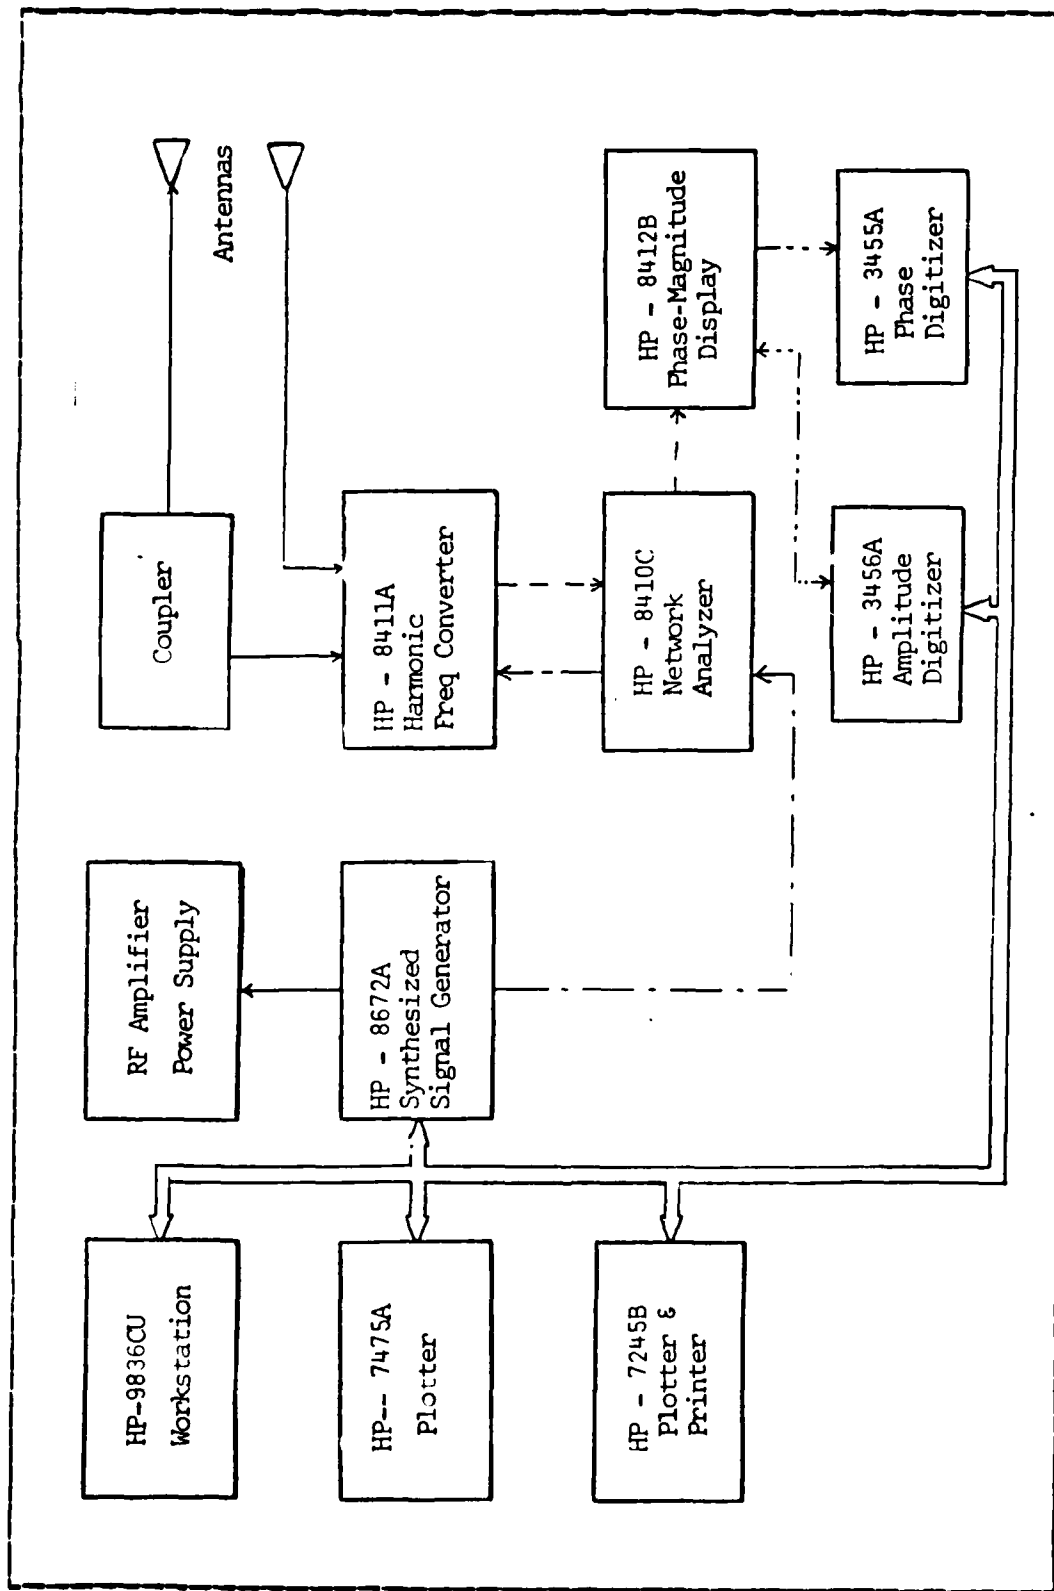 HP-9836CU
Workstation
RF Amplifier
Power Supply
Coupler
Antennas
HP-- 7475A
Plotter
HP - 8672A
Synthesized
Signal Generator
HP - 8411A
Harmonic
Freq Converter
HP - 7245B
Plotter &
Printer
HP - 8410C
Network
Analyzer
HP - 8412B
Phase-Magnitude
Display
HP - 3456A
Amplitude
Digitizer
HP - 3455A
Phase
Digitizer